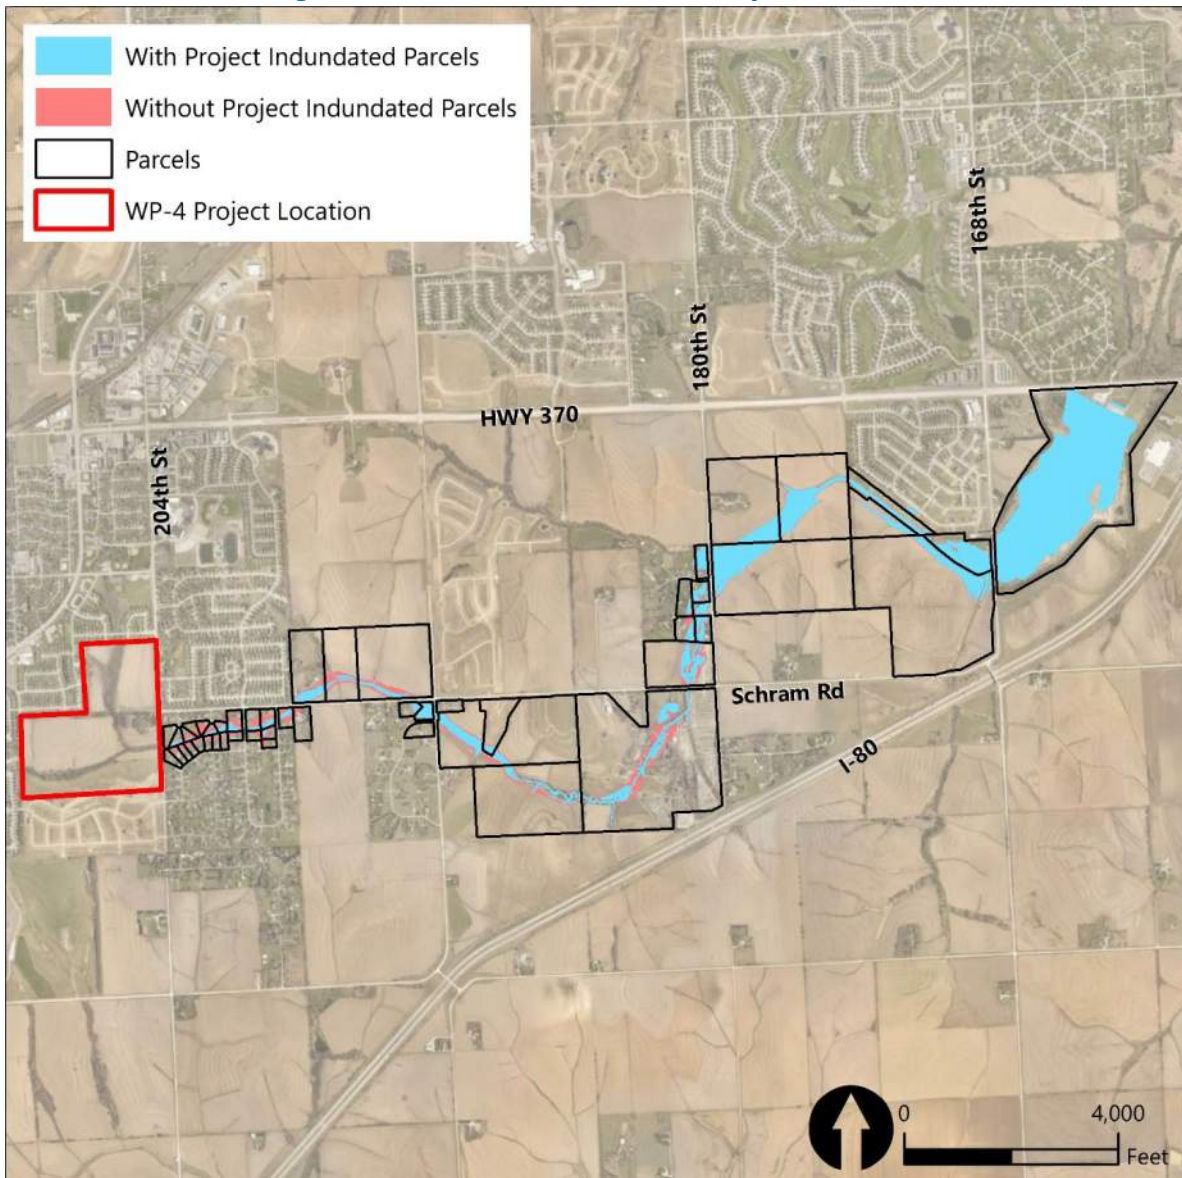 With Project Indundated Parcels
Without Project Indundated Parcels
Parcels
WP-4 Project Location
168th St
180th St
HWY 370
204th St
Schram Rd
I-80
0 4,000
Feet